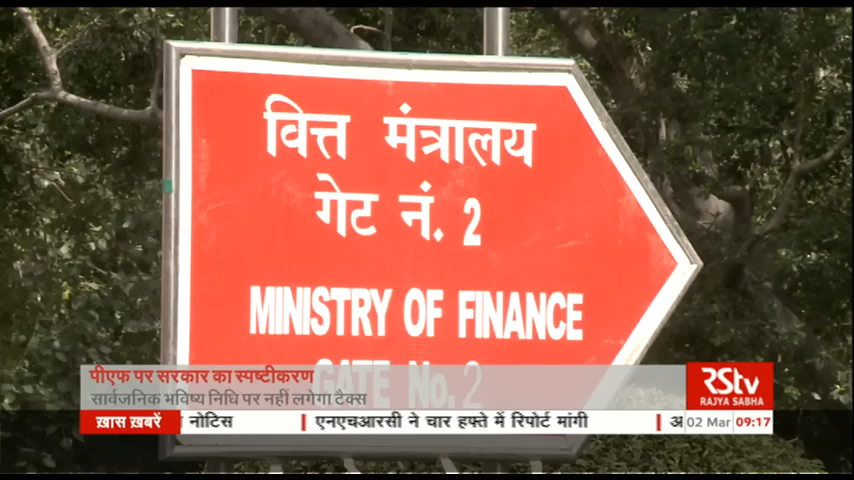 वित्त मंत्रालय
गेट नं. 2
MINISTRY OF FINANCE
GATE No. 2
पीएफ पर सरकार का स्पष्टीकरण
सार्वजनिक भविष्य निधि पर नहीं लगेगा टैक्स
RStv
RAJYA SABHA
ख़ास ख़बरें नोटिस | एनएचआरसी ने चार हफ्ते में रिपोर्ट मांगी | 02 Mar 09:17